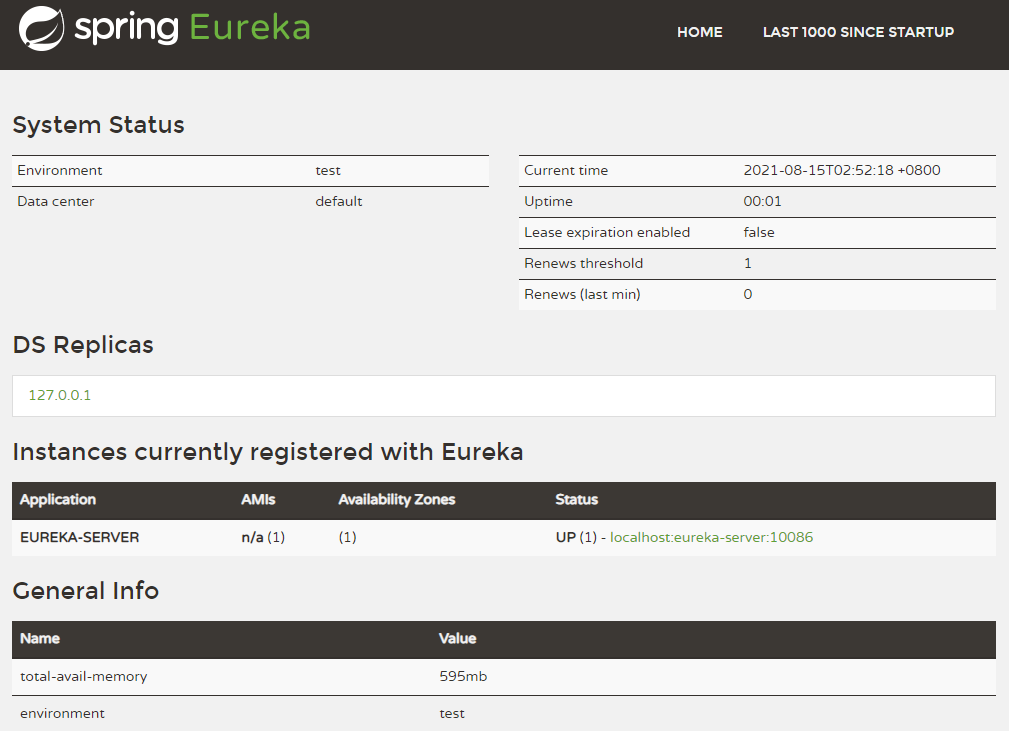 spring Eureka
HOME LAST 1000 SINCE STARTUP
System Status
Environment test
Data center default
Current time 2021-08-15T02:52:18 +0800
Uptime 00:01
Lease expiration enabled false
Renews threshold 1
Renews (last min) 0
DS Replicas
127.0.0.1
Instances currently registered with Eureka
Application AMIs Availability Zones Status
EUREKA-SERVER n/a (1) (1) UP (1) - localhost:eureka-server:10086
General Info
Name Value
total-avail-memory 595mb
environment test